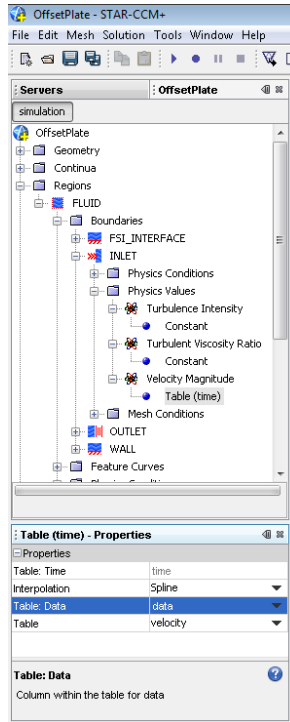 OffsetPlate - STAR-CCM+
File Edit Mesh Solution Tools Window Help
Servers OffsetPlate
simulation
OffsetPlate
Geometry
Continua
Regions
FLUID
Boundaries
FSI_INTERFACE
INLET
Physics Conditions
Physics Values
Turbulence Intensity
Constant
Turbulent Viscosity Ratio
Constant
Velocity Magnitude
Table (time)
Mesh Conditions
OUTLET
WALL
Feature Curves
Table (time) - Properties
Properties
Table: Time time
Interpolation Spline
Table: Data data
Table velocity
Table: Data
Column within the table for data